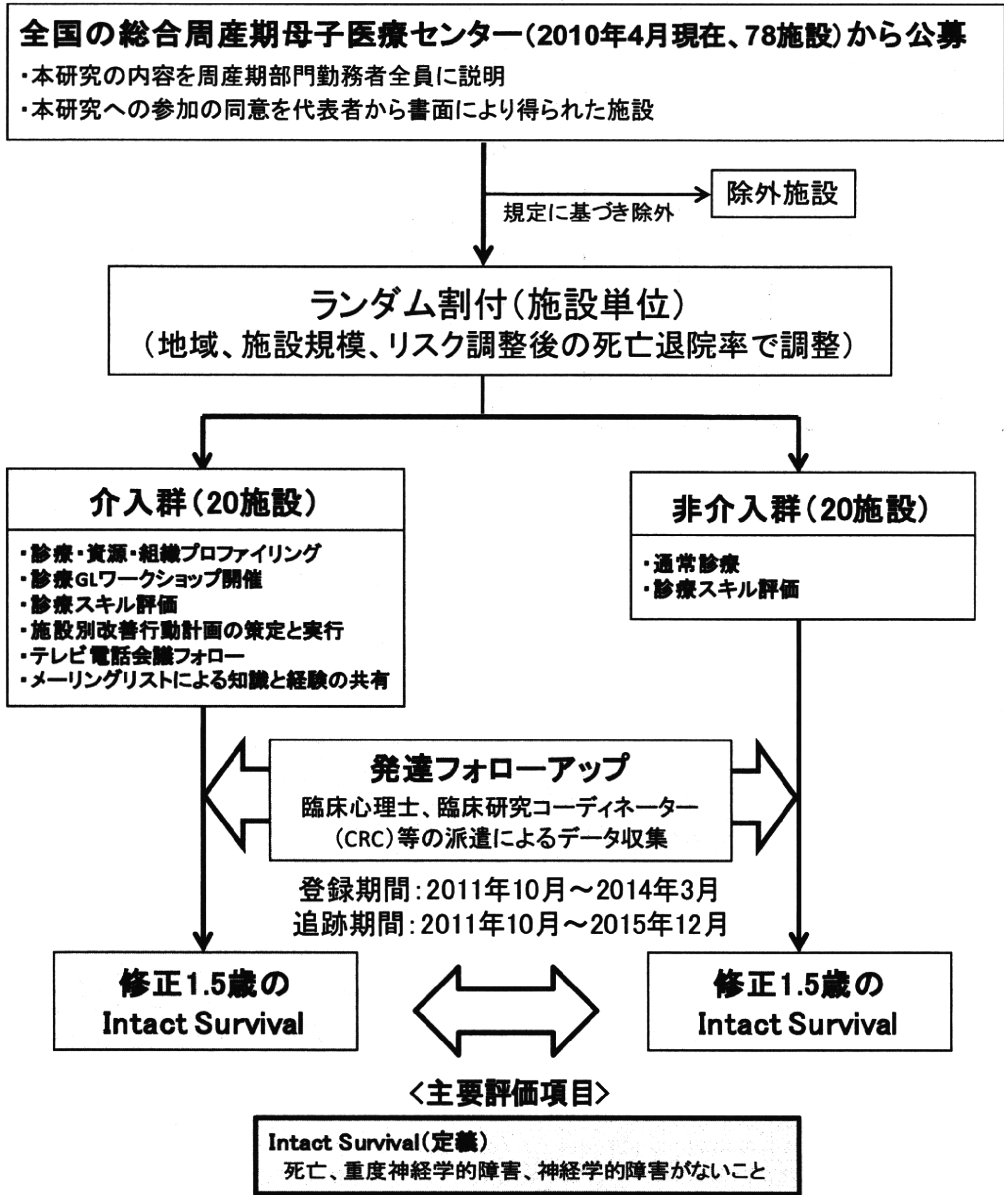 全国の総合周産期母子医療センター(2010年4月現在、78施設)から公募
・本研究の内容を周産期部門勤務者全員に説明
・本研究への参加の同意を代表者から書面により得られた施設
規定に基づき除外
除外施設
ランダム割付(施設単位)
(地域、施設規模、リスク調整後の死亡退院率で調整)
介入群(20施設)
・診療・資源・組織プロファイリング
・診療GLワークショップ開催
・診療スキル評価
・施設別改善行動計画の策定と実行
・テレビ電話会議フォロー
・メーリングリストによる知識と経験の共有
非介入群(20施設)
・通常診療
・診療スキル評価
発達フォローアップ
臨床心理士、臨床研究コーディネーター
(CRC)等の派遣によるデータ収集
登録期間:2011年10月～2014年3月
追跡期間:2011年10月～2015年12月
修正1.5歳の
Intact Survival
修正1.5歳の
Intact Survival
<主要評価項目>
Intact Survival(定義)
死亡、重度神経学的障害、神経学的障害がないこと